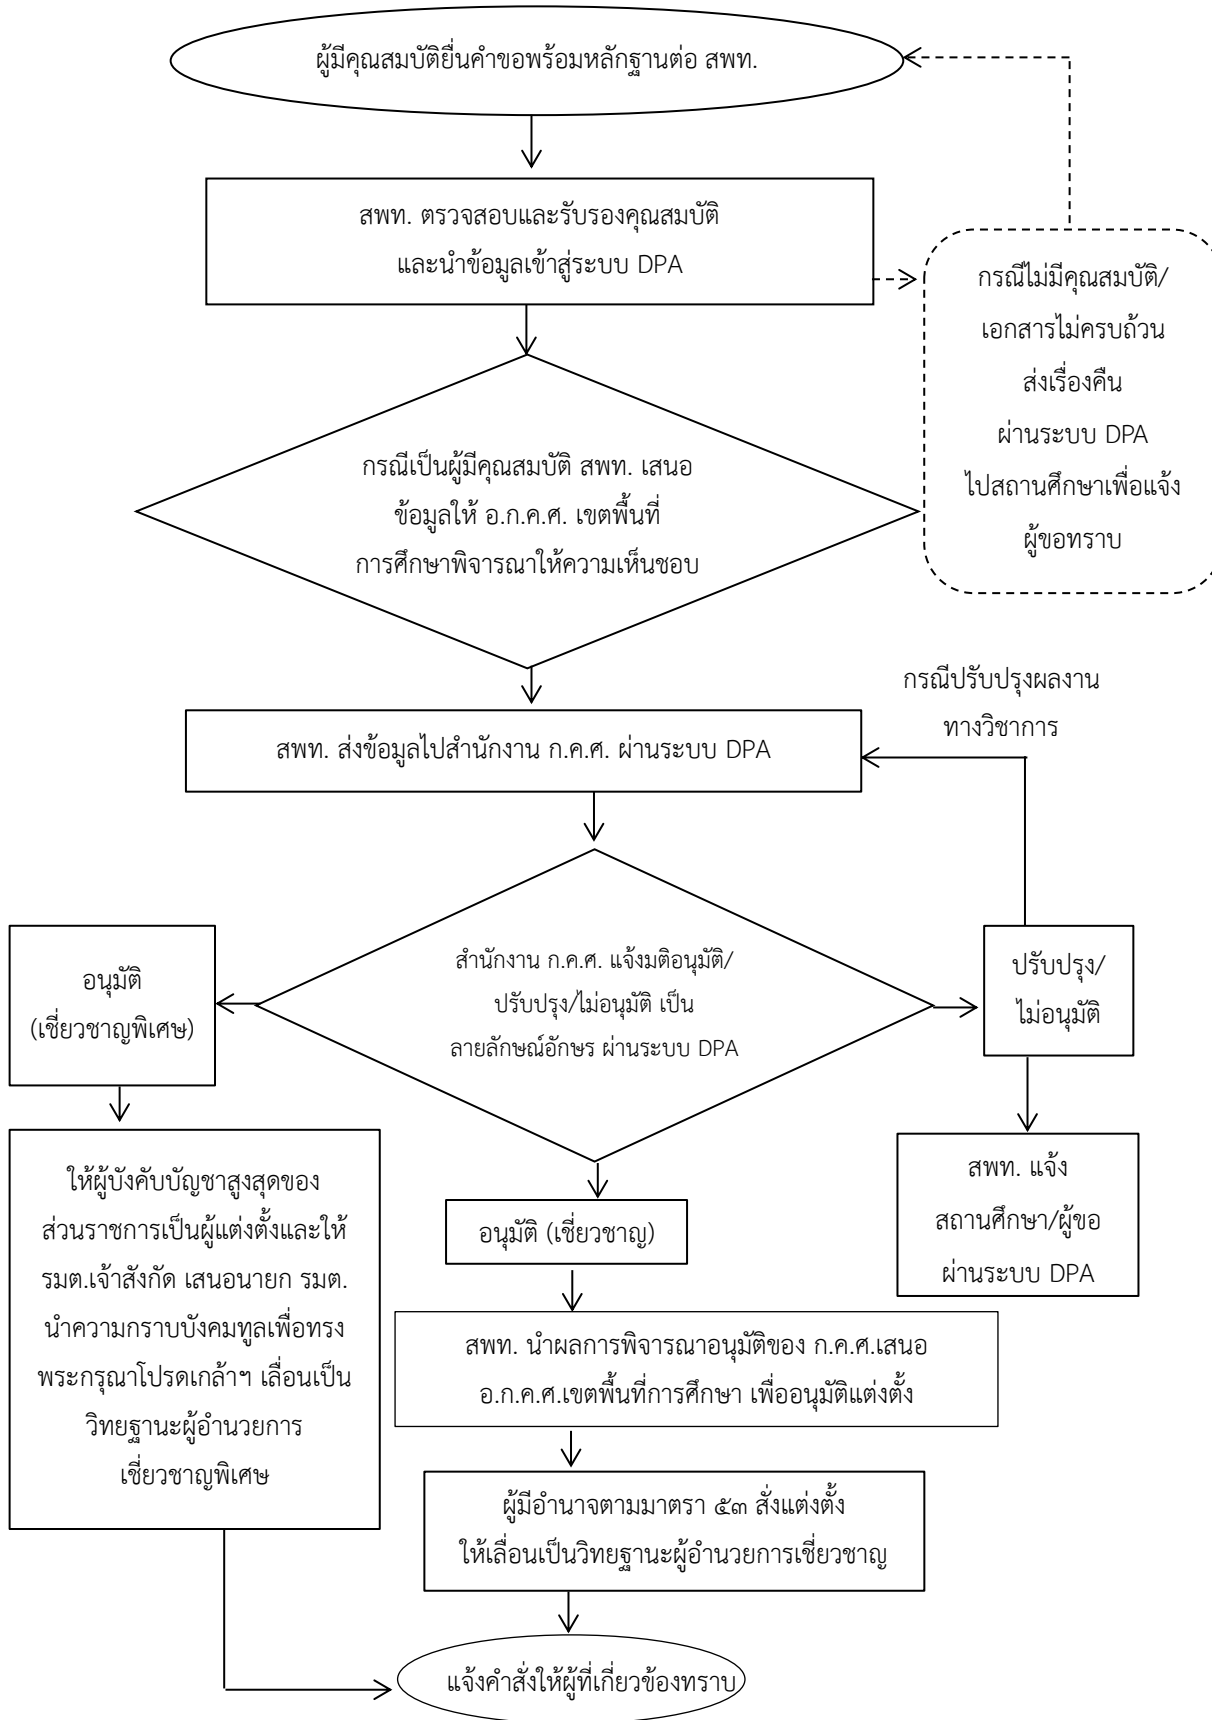 ผู้มีคุณสมบัติยื่นคำขอพร้อมหลักฐานต่อ สพท.
สพท. ตรวจสอบและรับรองคุณสมบัติ
และนำข้อมูลเข้าสู่ระบบ DPA
กรณีไม่มีคุณสมบัติ/
เอกสารไม่ครบถ้วน
ส่งเรื่องคืน
ผ่านระบบ DPA
ไปสถานศึกษาเพื่อแจ้ง
ผู้ขอทราบ
กรณีเป็นผู้มีคุณสมบัติ สพท. เสนอ
ข้อมูลให้ อ.ก.ค.ศ. เขตพื้นที่
การศึกษาพิจารณาให้ความเห็นชอบ
กรณีปรับปรุงผลงาน
ทางวิชาการ
สพท. ส่งข้อมูลไปสำนักงาน ก.ค.ศ. ผ่านระบบ DPA
สำนักงาน ก.ค.ศ. แจ้งมติอนุมัติ/
ปรับปรุง/ไม่อนุมัติ เป็น
ลายลักษณ์อักษร ผ่านระบบ DPA
อนุมัติ
(เชี่ยวชาญพิเศษ)
ปรับปรุง/
ไม่อนุมัติ
ให้ผู้บังคับบัญชาสูงสุดของ
ส่วนราชการเป็นผู้แต่งตั้งและให้
รมต.เจ้าสังกัด เสนอนายก รมต.
นำความกราบบังคมทูลเพื่อทรง
พระกรุณาโปรดเกล้าฯ เลื่อนเป็น
วิทยฐานะผู้อำนวยการ
เชี่ยวชาญพิเศษ
สพท. แจ้ง
สถานศึกษา/ผู้ขอ
ผ่านระบบ DPA
อนุมัติ (เชี่ยวชาญ)
สพท. นำผลการพิจารณาอนุมัติของ ก.ค.ศ.เสนอ
อ.ก.ค.ศ.เขตพื้นที่การศึกษา เพื่ออนุมัติแต่งตั้ง
ผู้มีอำนาจตามมาตรา ๕๓ สั่งแต่งตั้ง
ให้เลื่อนเป็นวิทยฐานะผู้อำนวยการเชี่ยวชาญ
แจ้งคำสั่งให้ผู้ที่เกี่ยวข้องทราบ